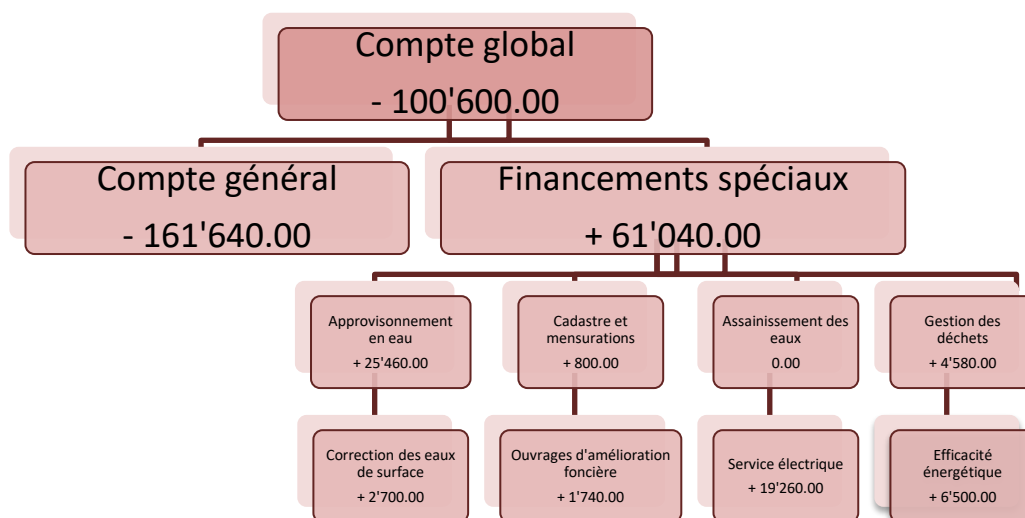 Compte global
- 100'600.00
Compte général
- 161'640.00
Financements spéciaux
+ 61'040.00
Approvisonnement
en eau
+ 25'460.00
Cadastre et
mensurations
+ 800.00
Assainissement des
eaux
0.00
Gestion des
déchets
+ 4'580.00
Correction des eaux
de surface
+ 2'700.00
Ouvrages d'amélioration
foncière
+ 1'740.00
Service électrique
+ 19'260.00
Efficacité
énergétique
+ 6'500.00